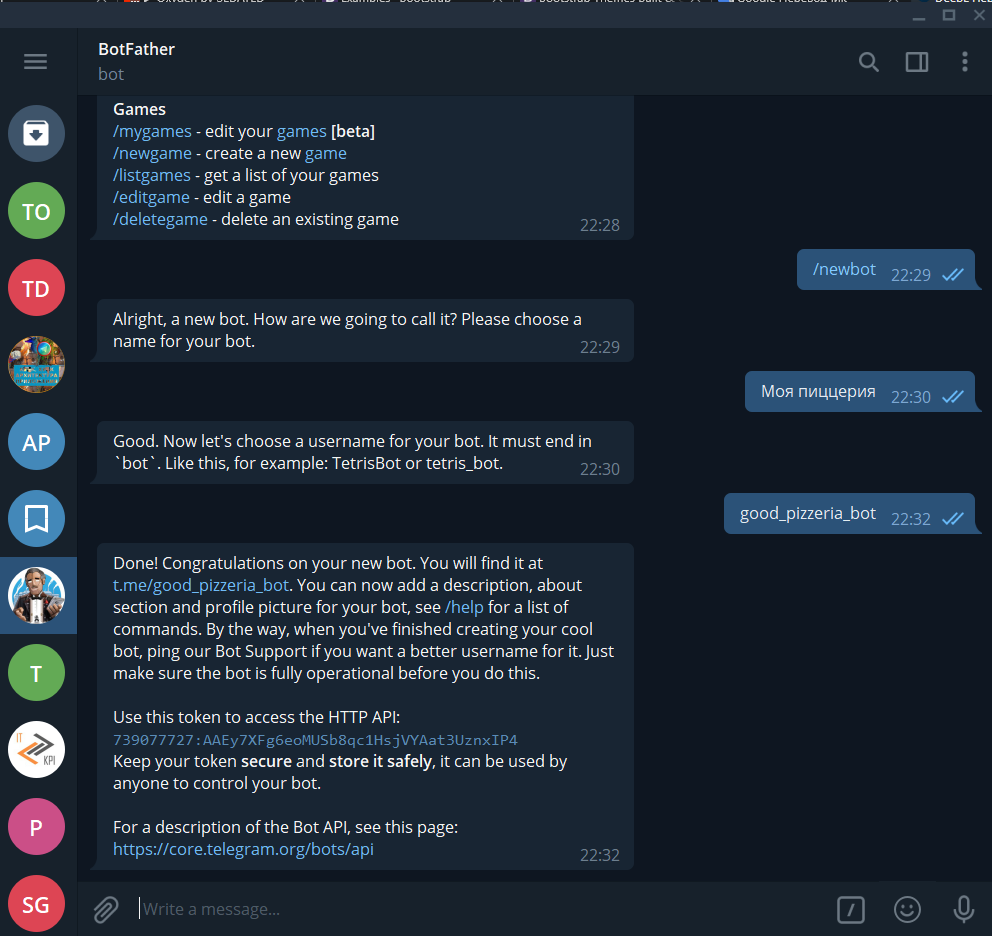 BotFather
bot
Games
/mygames - edit your games [beta]
/newgame - create a new game
/listgames - get a list of your games
/editgame - edit a game
/deletegame - delete an existing game
22:28
/newbot 22:29
Alright, a new bot. How are we going to call it? Please choose a
name for your bot.
22:29
Моя пиццерия 22:30
Good. Now let's choose a username for your bot. It must end in
`bot`. Like this, for example: TetrisBot or tetris_bot.
22:30
good_pizzeria_bot 22:32
Done! Congratulations on your new bot. You will find it at
t.me/good_pizzeria_bot. You can now add a description, about
section and profile picture for your bot, see /help for a list of
commands. By the way, when you've finished creating your cool
bot, ping our Bot Support if you want a better username for it. Just
make sure the bot is fully operational before you do this.
Use this token to access the HTTP API:
739077727:AAEy7XFg6eoMUSb8qc1HsjVYAat3UznxIP4
Keep your token secure and store it safely, it can be used by
anyone to control your bot.
For a description of the Bot API, see this page:
https://core.telegram.org/bots/api
22:32
Write a message...
TO
TD
AP
T
IT
KPI
P
SG